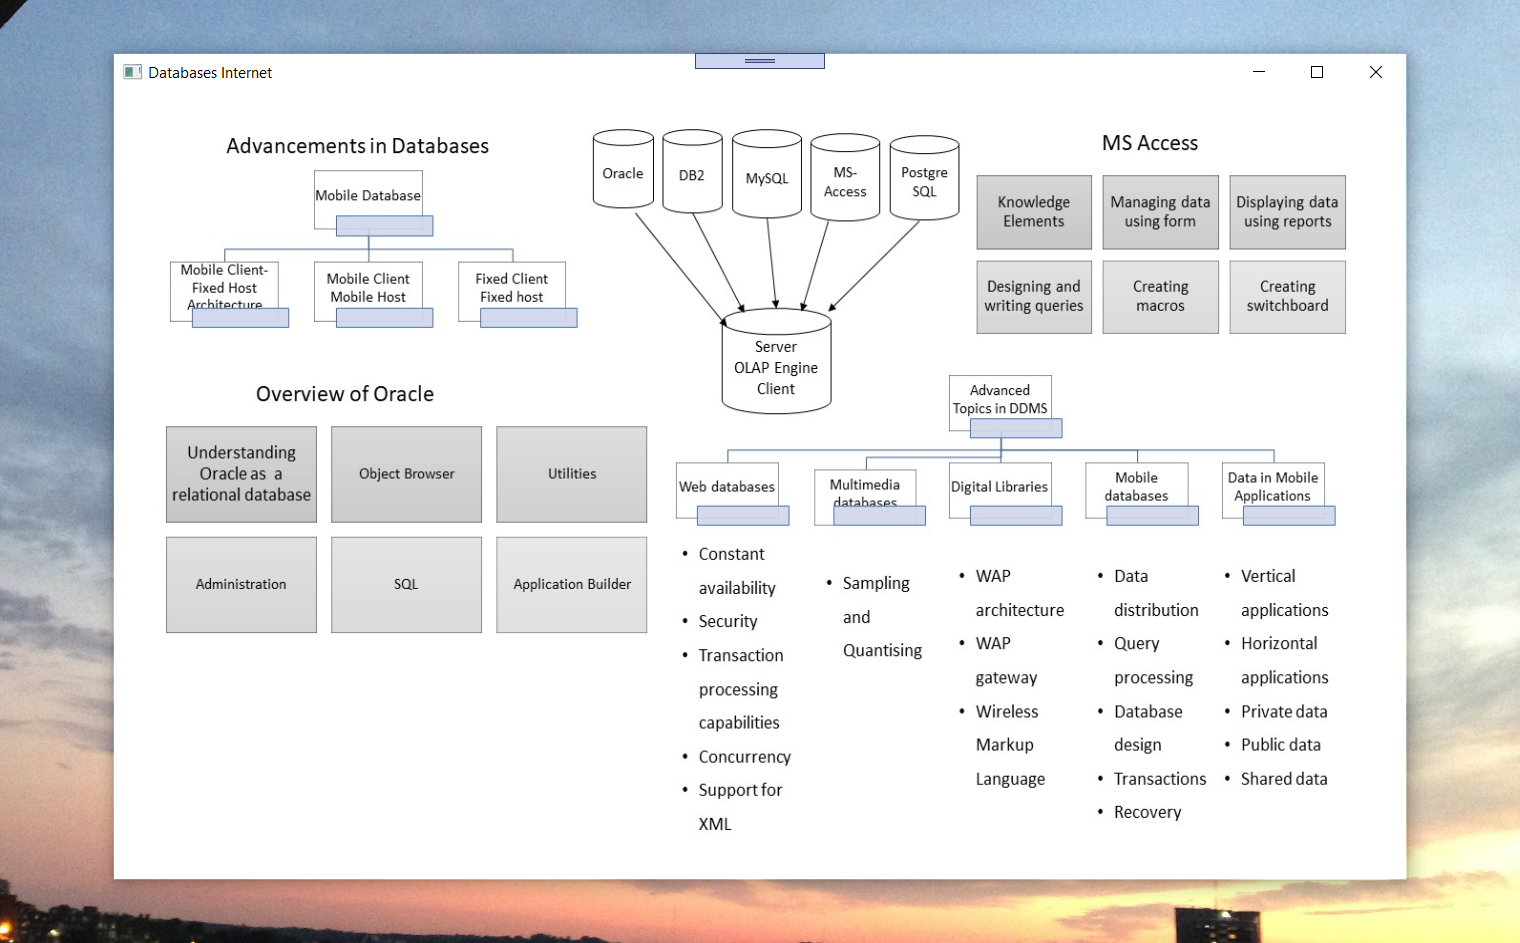 Databases Internet
Advancements in Databases
Mobile Database
Mobile Client-
Fixed Host
Architecture
Mobile Client
Mobile Host
Fixed Client
Fixed host
Oracle
DB2
MySQL
MS-
Access
Postgre
SQL
Server
OLAP Engine
Client
MS Access
Knowledge
Elements
Managing data
using form
Displaying data
using reports
Designing and
writing queries
Creating
macros
Creating
switchboard
Overview of Oracle
Understanding
Oracle as a
relational database
Object Browser
Utilities
Administration
SQL
Application Builder
Advanced
Topics in DDMS
Web databases
Multimedia
databases
Digital Libraries
Mobile
databases
Data in Mobile
Applications
• Constant
availability
• Security
• Transaction
processing
capabilities
• Concurrency
• Support for
XML
• Sampling
and
Quantising
• WAP
architecture
• WAP
gateway
• Wireless
Markup
Language
• Data
distribution
• Query
processing
• Database
design
• Transactions
• Recovery
• Vertical
applications
• Horizontal
applications
• Private data
• Public data
• Shared data